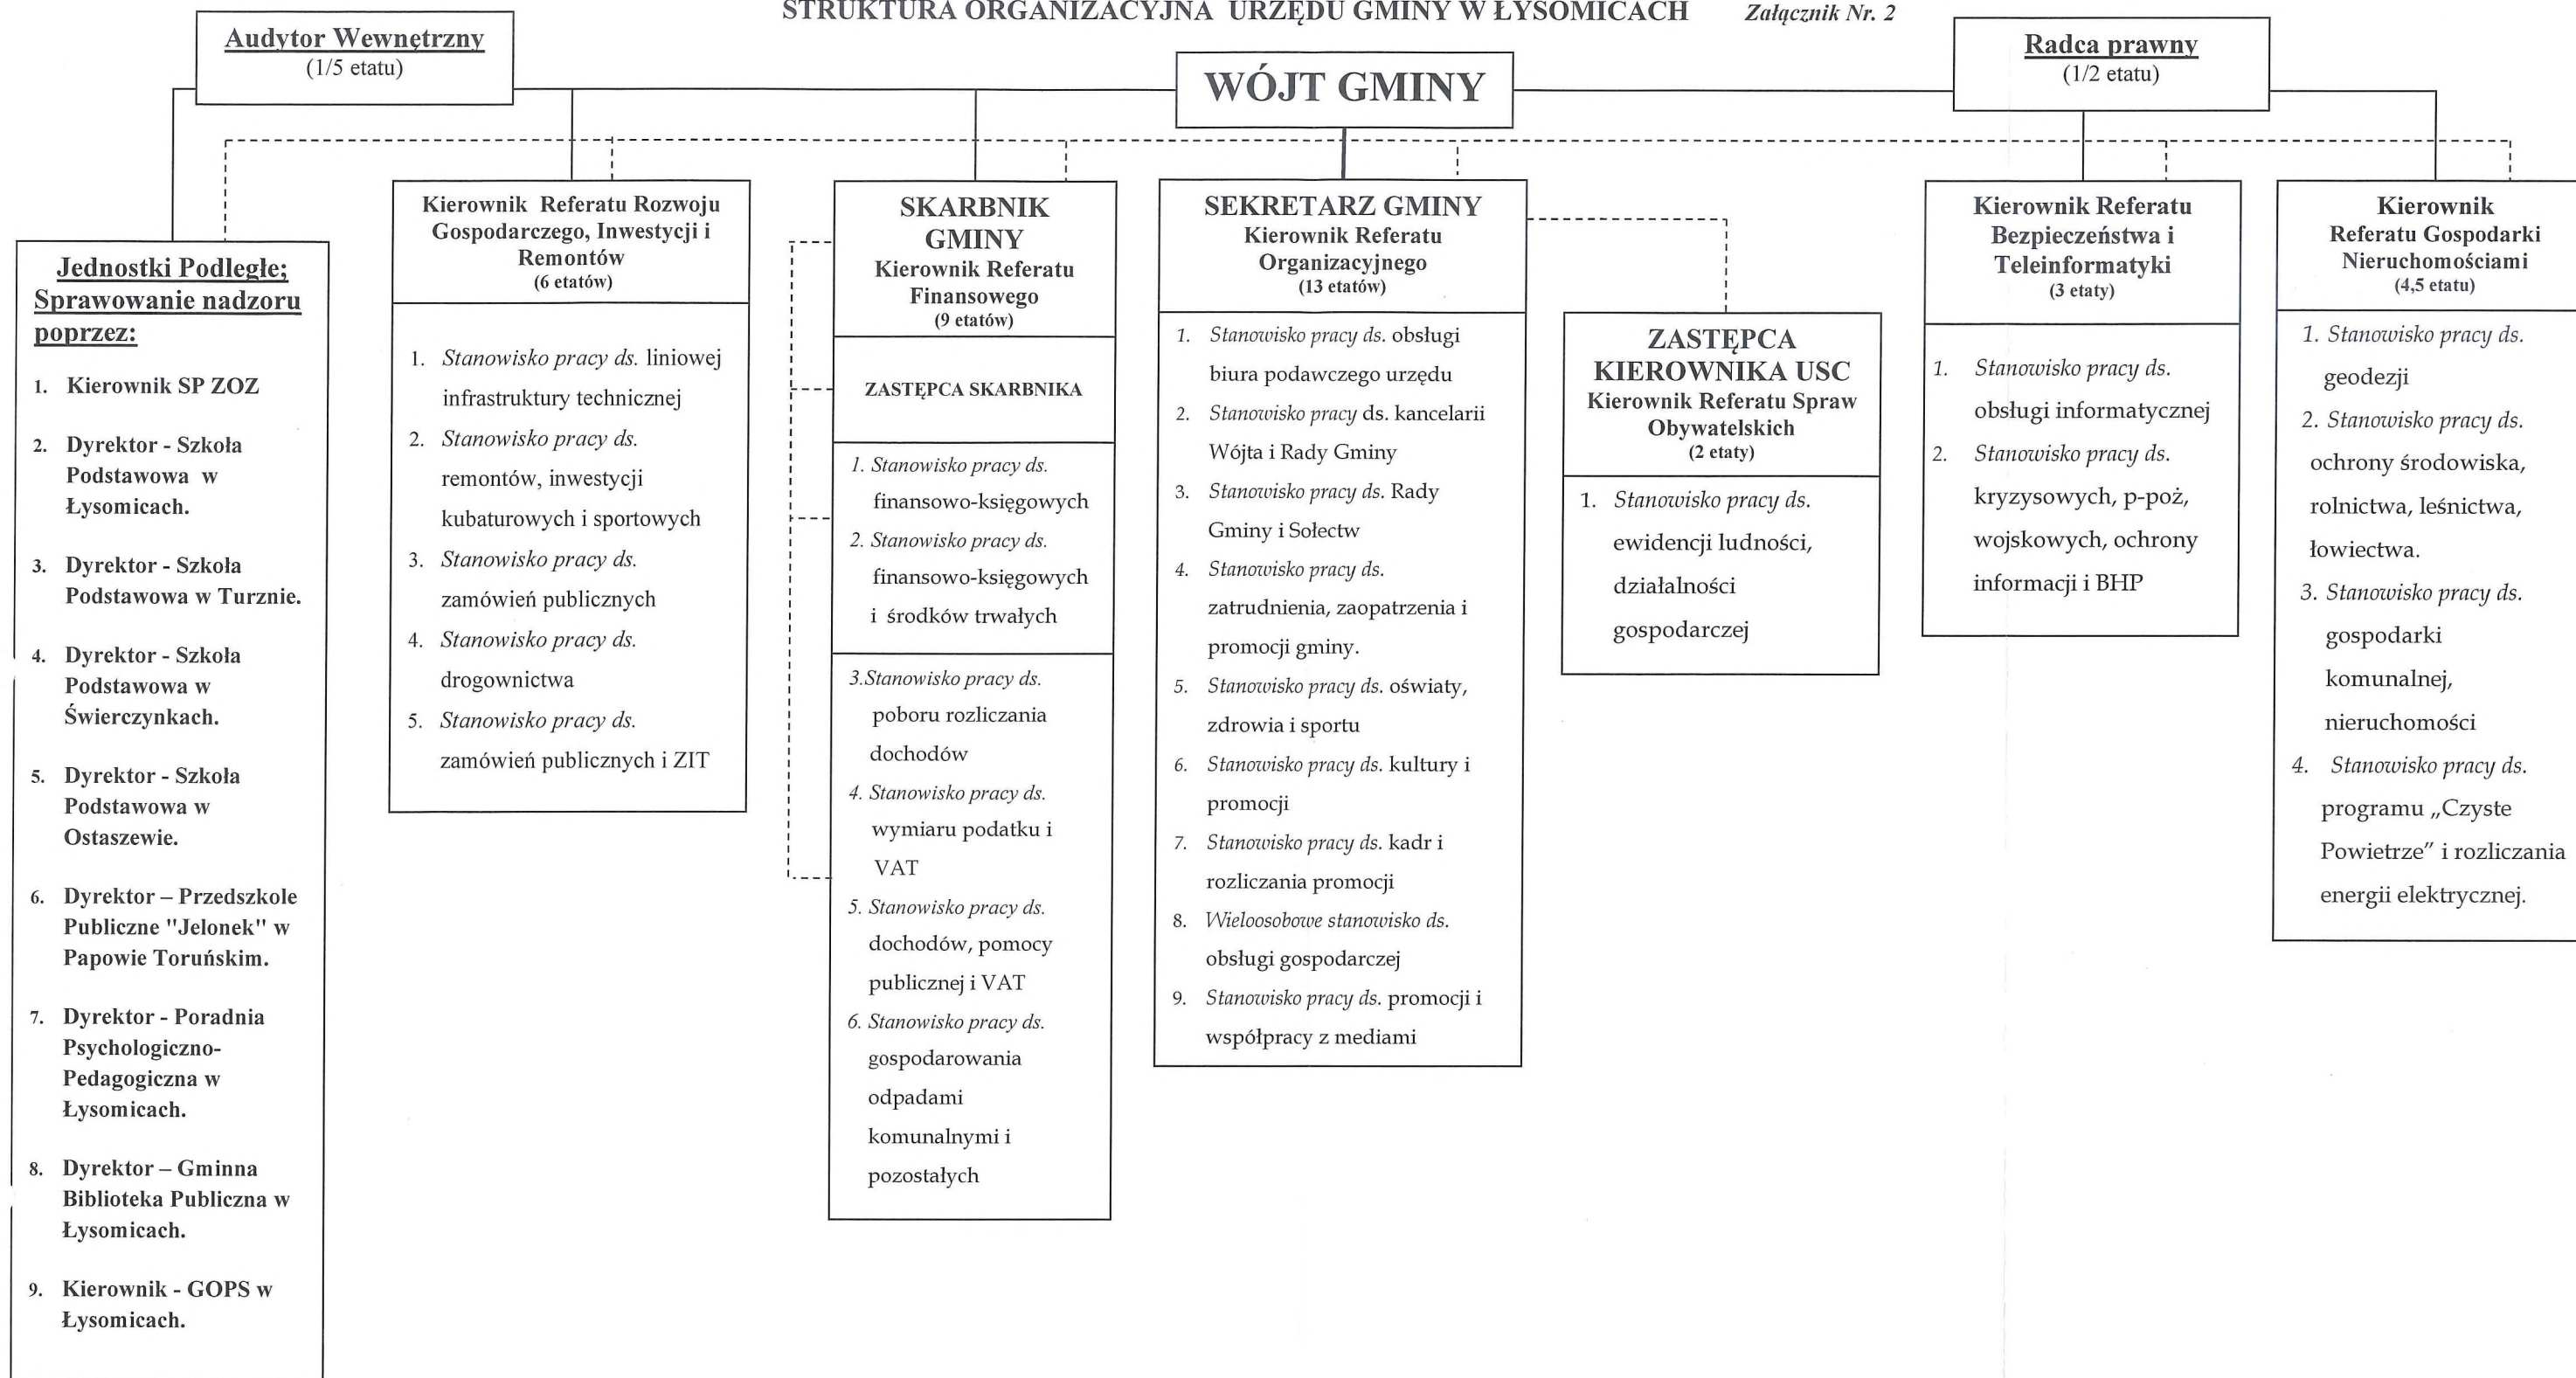 STRUKTURA ORGANIZACYJNA URZĘDU GMINY W ŁYSOMICACH
Załącznik Nr. 2
Audytor Wewnętrzny
(1/5 etatu)
WÓJT GMINY
Radca prawny
(1/2 etatu)
Jednostki Podległe;
Sprawowanie nadzoru
poprzez:
1. Kierownik SP ZOZ
2. Dyrektor - Szkoła
Podstawowa w
Łysomicach.
3. Dyrektor - Szkoła
Podstawowa w Turznie.
4. Dyrektor - Szkoła
Podstawowa w
Świerczynkach.
5. Dyrektor - Szkoła
Podstawowa w
Ostaszewie.
6. Dyrektor – Przedszkole
Publiczne "Jelonek" w
Papowie Toruńskim.
7. Dyrektor - Poradnia
Psychologiczno-
Pedagogiczna w
Łysomicach.
8. Dyrektor – Gminna
Biblioteka Publiczna w
Łysomicach.
9. Kierownik - GOPS w
Łysomicach.
Kierownik Referatu Rozwoju
Gospodarczego, Inwestycji i
Remontów
(6 etatów)
1. Stanowisko pracy ds. liniowej
infrastruktury technicznej
2. Stanowisko pracy ds.
remontów, inwestycji
kubaturowych i sportowych
3. Stanowisko pracy ds.
zamówień publicznych
4. Stanowisko pracy ds.
drogownictwa
5. Stanowisko pracy ds.
zamówień publicznych i ZIT
SKARBNIK
GMINY
Kierownik Referatu
Finansowego
(9 etatów)
ZASTĘPCA SKARBNIKA
1. Stanowisko pracy ds.
finansowo-księgowych
2. Stanowisko pracy ds.
finansowo-księgowych
i środków trwałych
3.Stanowisko pracy ds.
poboru rozliczania
dochodów
4. Stanowisko pracy ds.
wymiaru podatku i
VAT
5. Stanowisko pracy ds.
dochodów, pomocy
publicznej i VAT
6. Stanowisko pracy ds.
gospodarowania
odpadami
komunalnymi i
pozostałych
SEKRETARZ GMINY
Kierownik Referatu
Organizacyjnego
(13 etatów)
1. Stanowisko pracy ds. obsługi
biura podawczego urzędu
2. Stanowisko pracy ds. kancelarii
Wójta i Rady Gminy
3. Stanowisko pracy ds. Rady
Gminy i Sołectw
4. Stanowisko pracy ds.
zatrudnienia, zaopatrzenia i
promocji gminy.
5. Stanowisko pracy ds. oświaty,
zdrowia i sportu
6. Stanowisko pracy ds. kultury i
promocji
7. Stanowisko pracy ds. kadr i
rozliczania promocji
8. Wieloosobowe stanowisko ds.
obsługi gospodarczej
9. Stanowisko pracy ds. promocji i
współpracy z mediami
ZASTĘPCA
KIEROWNIKA USC
Kierownik Referatu Spraw
Obywatelskich
(2 etaty)
1. Stanowisko pracy ds.
ewidencji ludności,
działalności
gospodarczej
Kierownik Referatu
Bezpieczeństwa i
Teleinformatyki
(3 etaty)
1. Stanowisko pracy ds.
obsługi informatycznej
2. Stanowisko pracy ds.
kryzysowych, p-poż,
wojskowych, ochrony
informacji i BHP
Kierownik
Referatu Gospodarki
Nieruchomościami
(4,5 etatu)
1. Stanowisko pracy ds.
geodezji
2. Stanowisko pracy ds.
ochrony środowiska,
rolnictwa, leśnictwa,
łowiectwa.
3. Stanowisko pracy ds.
gospodarki
komunalnej,
nieruchomości
4. Stanowisko pracy ds.
programu „Czyste
Powietrze” i rozliczania
energii elektrycznej.